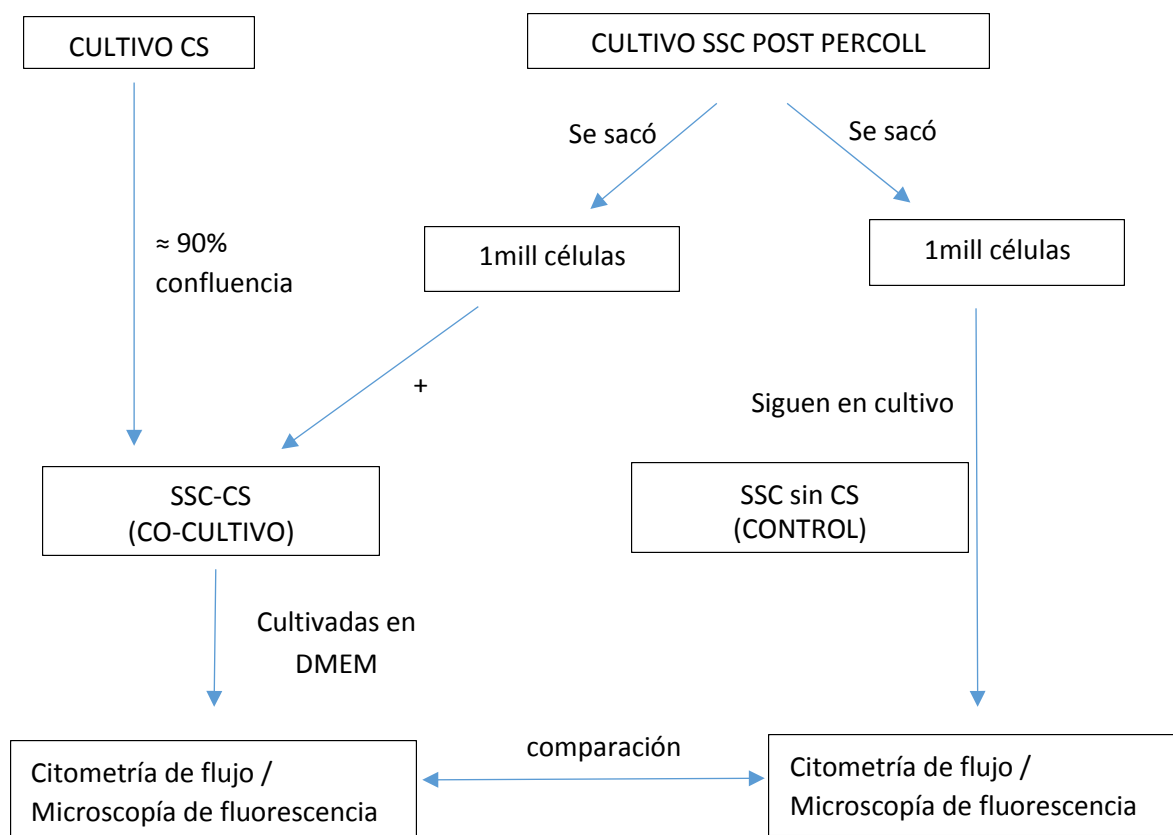 CULTIVO CS
CULTIVO SSC POST PERCOLL
Se sacó
Se sacó
≈ 90%
confluencia
1mill células
1mill células
+
Siguen en cultivo
SSC-CS
(CO-CULTIVO)
SSC sin CS
(CONTROL)
Cultivadas en
DMEM
comparación
Citometría de flujo /
Microscopía de fluorescencia
Citometría de flujo /
Microscopía de fluorescencia